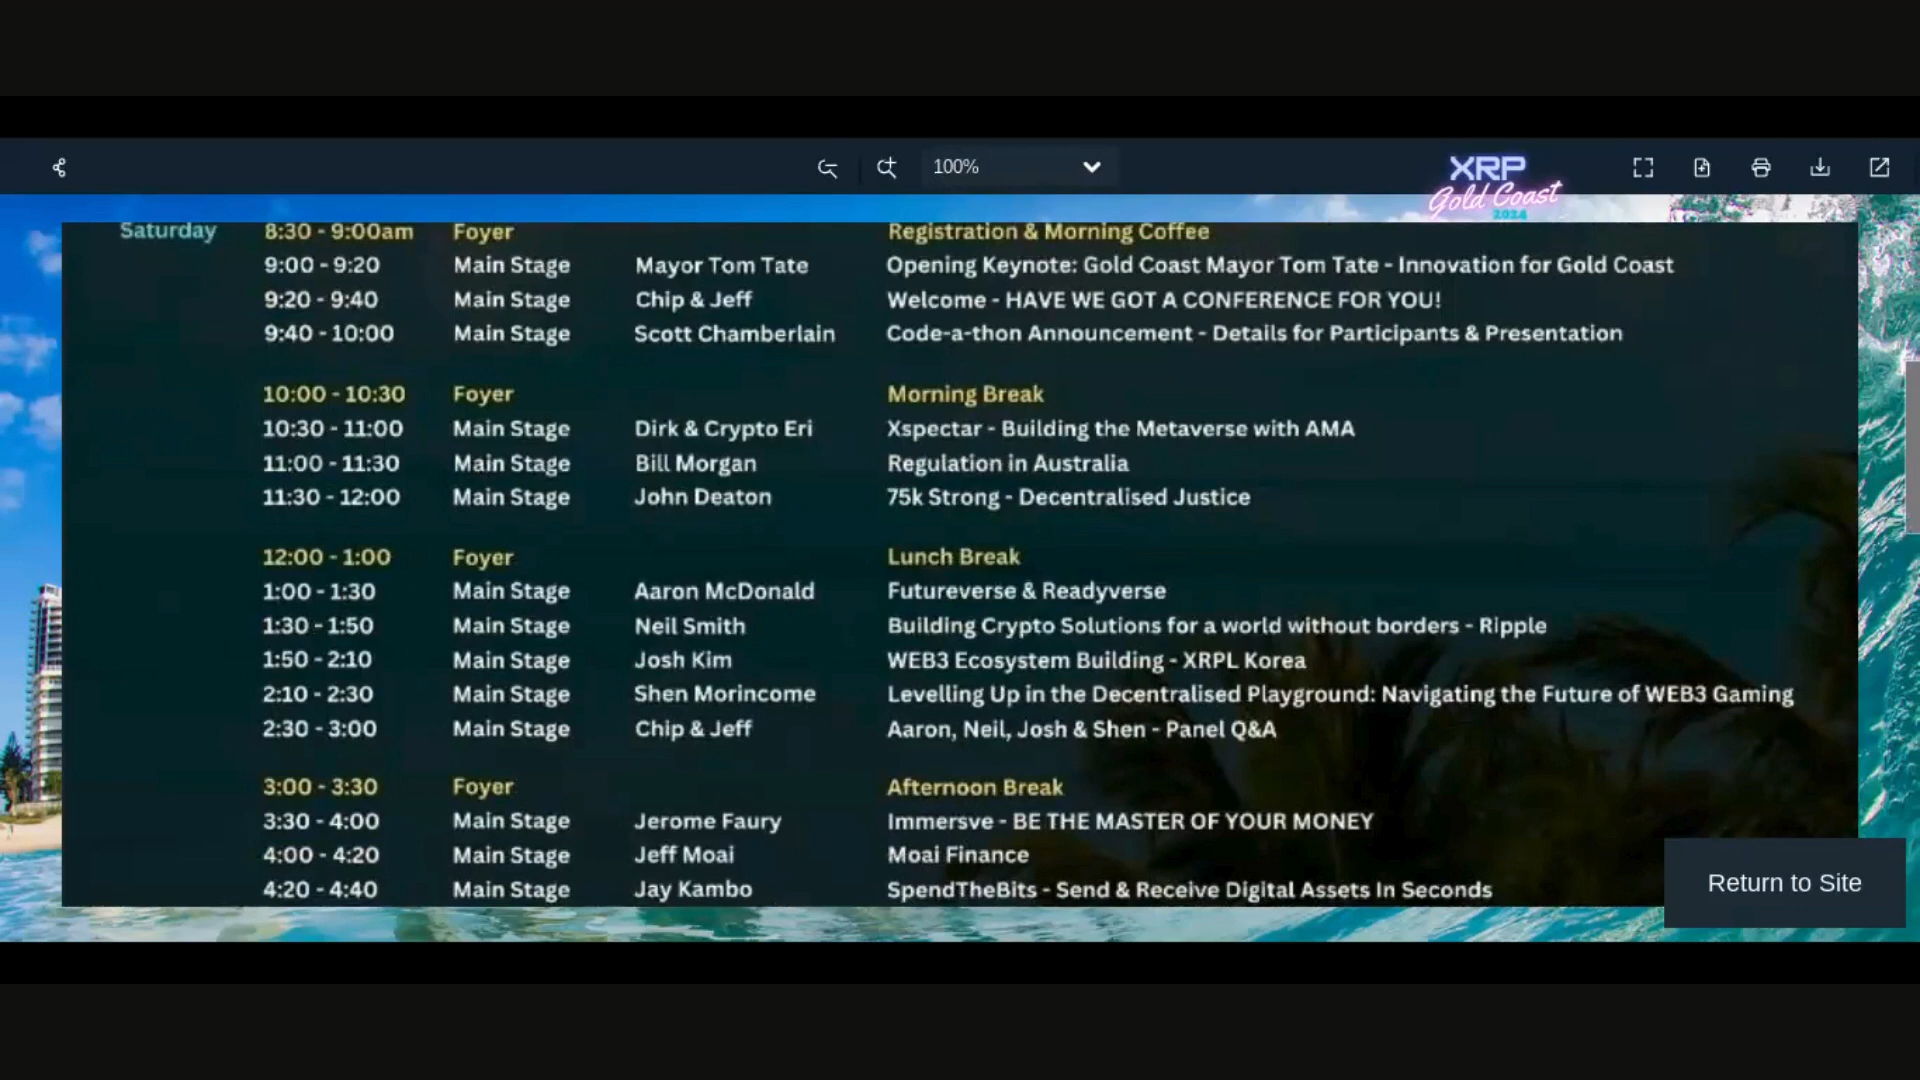 100%
XRP
Gold Coast
2024
Saturday 8:30 - 9:00am Foyer Registration & Morning Coffee
9:00 - 9:20 Main Stage Mayor Tom Tate Opening Keynote: Gold Coast Mayor Tom Tate - Innovation for Gold Coast
9:20 - 9:40 Main Stage Chip & Jeff Welcome - HAVE WE GOT A CONFERENCE FOR YOU!
9:40 - 10:00 Main Stage Scott Chamberlain Code-a-thon Announcement - Details for Participants & Presentation
10:00 - 10:30 Foyer Morning Break
10:30 - 11:00 Main Stage Dirk & Crypto Eri Xspectar - Building the Metaverse with AMA
11:00 - 11:30 Main Stage Bill Morgan Regulation in Australia
11:30 - 12:00 Main Stage John Deaton 75k Strong - Decentralised Justice
12:00 - 1:00 Foyer Lunch Break
1:00 - 1:30 Main Stage Aaron McDonald Futureverse & Readyverse
1:30 - 1:50 Main Stage Neil Smith Building Crypto Solutions for a world without borders - Ripple
1:50 - 2:10 Main Stage Josh Kim WEB3 Ecosystem Building - XRPL Korea
2:10 - 2:30 Main Stage Shen Morincome Levelling Up in the Decentralised Playground: Navigating the Future of WEB3 Gaming
2:30 - 3:00 Main Stage Chip & Jeff Aaron, Neil, Josh & Shen - Panel Q&A
3:00 - 3:30 Foyer Afternoon Break
3:30 - 4:00 Main Stage Jerome Faury Immersve - BE THE MASTER OF YOUR MONEY
4:00 - 4:20 Main Stage Jeff Moai Moai Finance
4:20 - 4:40 Main Stage Jay Kambo SpendTheBits - Send & Receive Digital Assets In Seconds
Return to Site